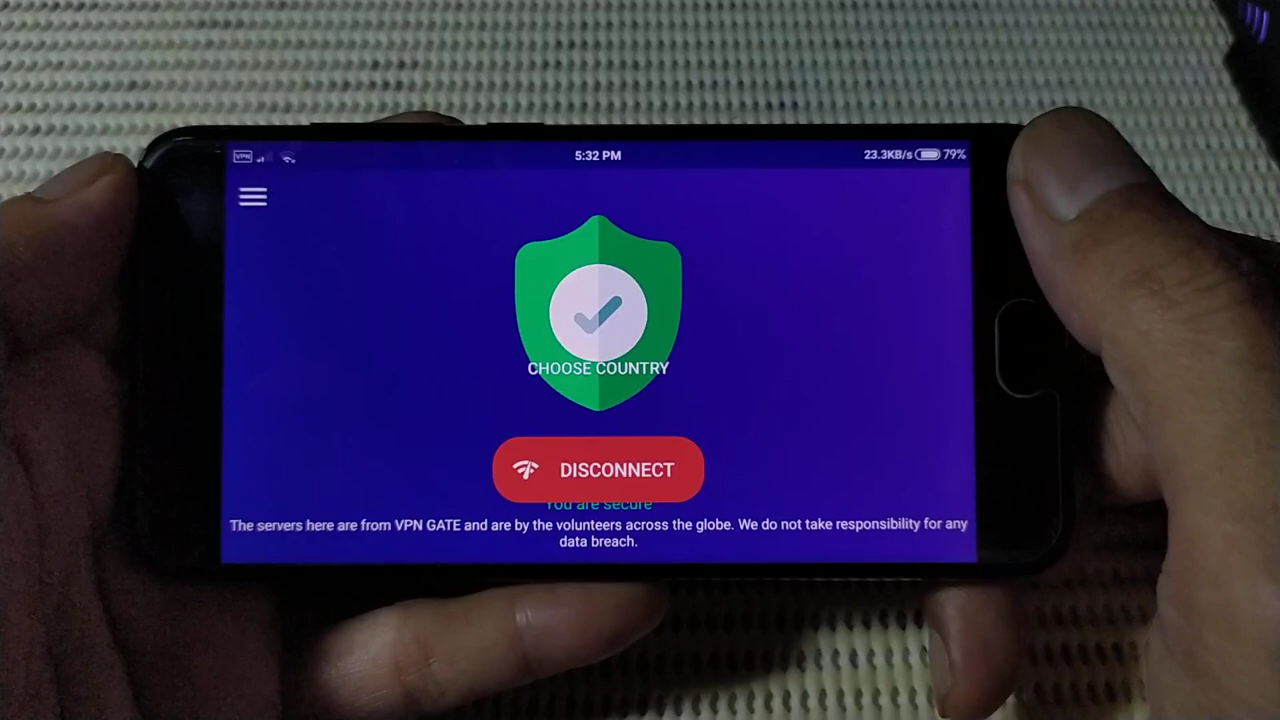 VPN 5:32 PM 23.3KB/s 79%
CHOOSE COUNTRY
DISCONNECT
You are secure
The servers here are from VPN GATE and are by the volunteers across the globe. We do not take responsibility for any
data breach.